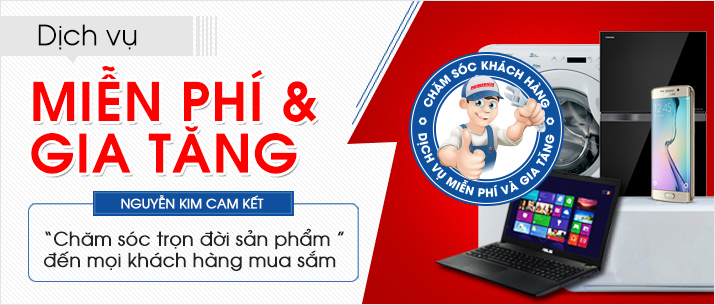 Dịch vụ
MIỄN PHÍ &
GIA TĂNG
NGUYỄN KIM CAM KẾT
“Chăm sóc trọn đời sản phẩm ”
đến mọi khách hàng mua sắm
CHĂM SÓC KHÁCH HÀNG
DỊCH VỤ MIỄN PHÍ VÀ GIA TĂNG
ASUS